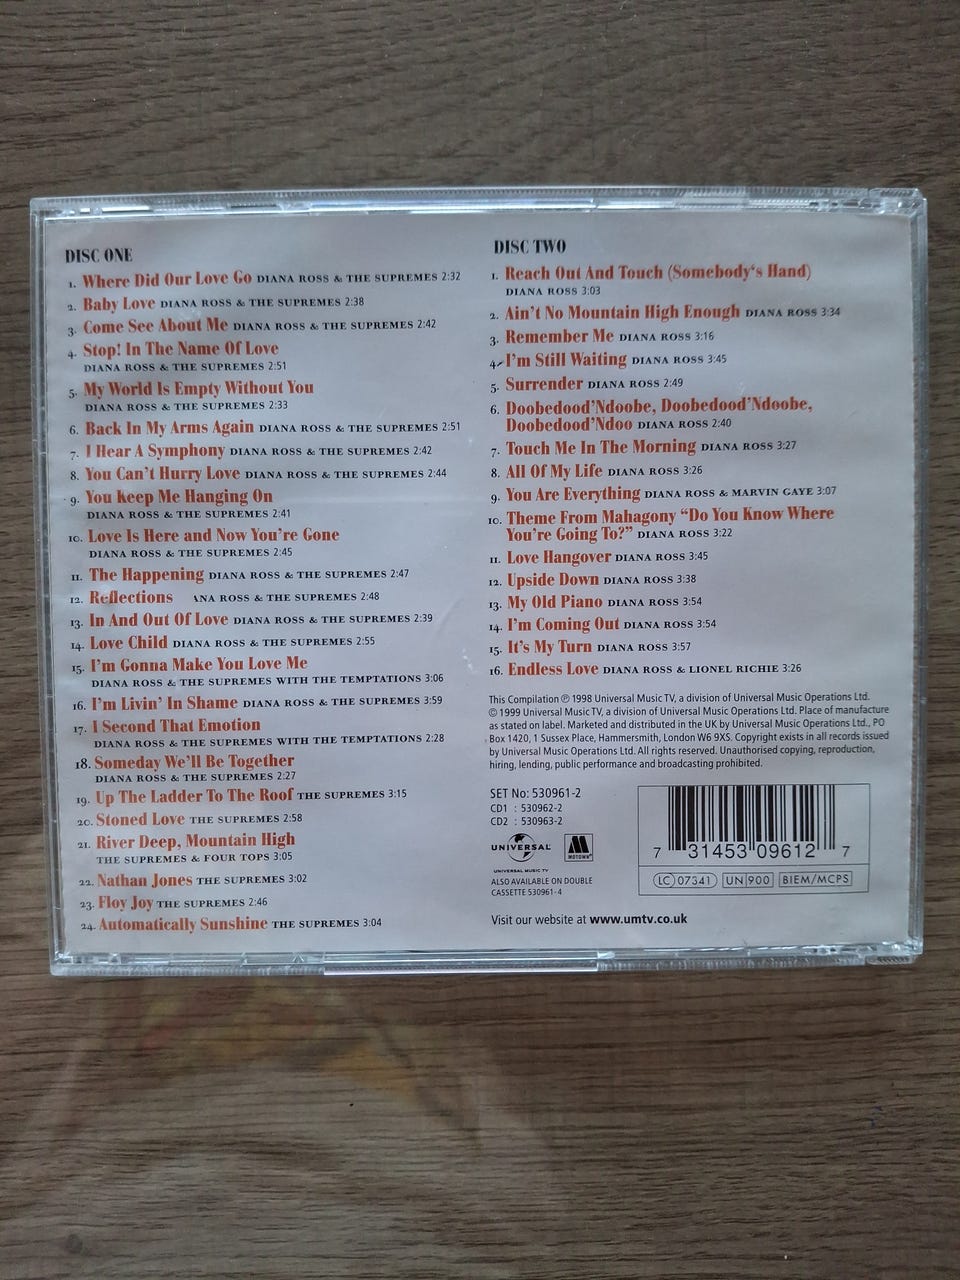 DISC ONE
1. Where Did Our Love Go DIANA ROSS & THE SUPREMES 2:32
2. Baby Love DIANA ROSS & THE SUPREMES 2:38
3. Come See About Me DIANA ROSS & THE SUPREMES 2:42
4. Stop! In The Name Of Love
DIANA ROSS & THE SUPREMES 2:51
5. My World Is Empty Without You
DIANA ROSS & THE SUPREMES 2:33
6. Back In My Arms Again DIANA ROSS & THE SUPREMES 2:51
7. I Hear A Symphony DIANA ROSS & THE SUPREMES 2:42
8. You Can't Hurry Love DIANA ROSS & THE SUPREMES 2:44
9. You Keep Me Hanging On
DIANA ROSS & THE SUPREMES 2:41
10. Love Is Here and Now You're Gone
DIANA ROSS & THE SUPREMES 2:45
11. The Happening DIANA ROSS & THE SUPREMES 2:47
12. Reflections ANA ROSS & THE SUPREMES 2:48
13. In And Out Of Love DIANA ROSS & THE SUPREMES 2:39
14. Love Child DIANA ROSS & THE SUPREMES 2:55
15. I'm Gonna Make You Love Me
DIANA ROSS & THE SUPREMES WITH THE TEMPTATIONS 3:06
16. I'm Livin' In Shame DIANA ROSS & THE SUPREMES 3:59
17. I Second That Emotion
DIANA ROSS & THE SUPREMES WITH THE TEMPTATIONS 2:28
18. Someday We'll Be Together
DIANA ROSS & THE SUPREMES 2:27
19. Up The Ladder To The Roof THE SUPREMES 3:15
20. Stoned Love THE SUPREMES 2:58
21. River Deep, Mountain High
THE SUPREMES & FOUR TOPS 3:05
22. Nathan Jones THE SUPREMES 3:02
23. Floy Joy THE SUPREMES 2:46
24. Automatically Sunshine THE SUPREMES 3:04
DISC TWO
1. Reach Out And Touch (Somebody's Hand)
DIANA ROSS 3:03
2. Ain't No Mountain High Enough DIANA ROSS 3:34
3. Remember Me DIANA ROSS 3:16
4. I'm Still Waiting DIANA ROSS 3:45
5. Surrender DIANA ROSS 2:49
6. Doobedood'Ndoobe, Doobedood'Ndoobe,
Doobedood'Ndoo DIANA ROSS 2:40
7. Touch Me In The Morning DIANA ROSS 3:27
8. All Of My Life DIANA ROSS 3:26
9. You Are Everything DIANA ROSS & MARVIN GAYE 3:07
10. Theme From Mahagony "Do You Know Where
You're Going To?" DIANA ROSS 3:22
11. Love Hangover DIANA ROSS 3:45
12. Upside Down DIANA ROSS 3:38
13. My Old Piano DIANA ROSS 3:54
14. I'm Coming Out DIANA ROSS 3:54
15. It's My Turn DIANA ROSS 3:57
16. Endless Love DIANA ROSS & LIONEL RICHIE 3:26
This Compilation ℗ 1998 Universal Music TV, a division of Universal Music Operations Ltd.
© 1999 Universal Music TV, a division of Universal Music Operations Ltd. Place of manufacture
as stated on label. Marketed and distributed in the UK by Universal Music Operations Ltd., PO
Box 1420, 1 Sussex Place, Hammersmith, London W6 9XS. Copyright exists in all records issued
by Universal Music Operations Ltd. All rights reserved. Unauthorised copying, reproduction,
hiring, lending, public performance and broadcasting prohibited.
SET No: 530961-2
CD1 : 530962-2
CD2 : 530963-2
UNIVERSAL
UNIVERSAL MUSIC TV
MOTOWN
ALSO AVAILABLE ON DOUBLE
CASSETTE 530961-4
7 31453 09612 7
LC 07341 UN 900 BIEM/MCPS
Visit our website at www.umtv.co.uk